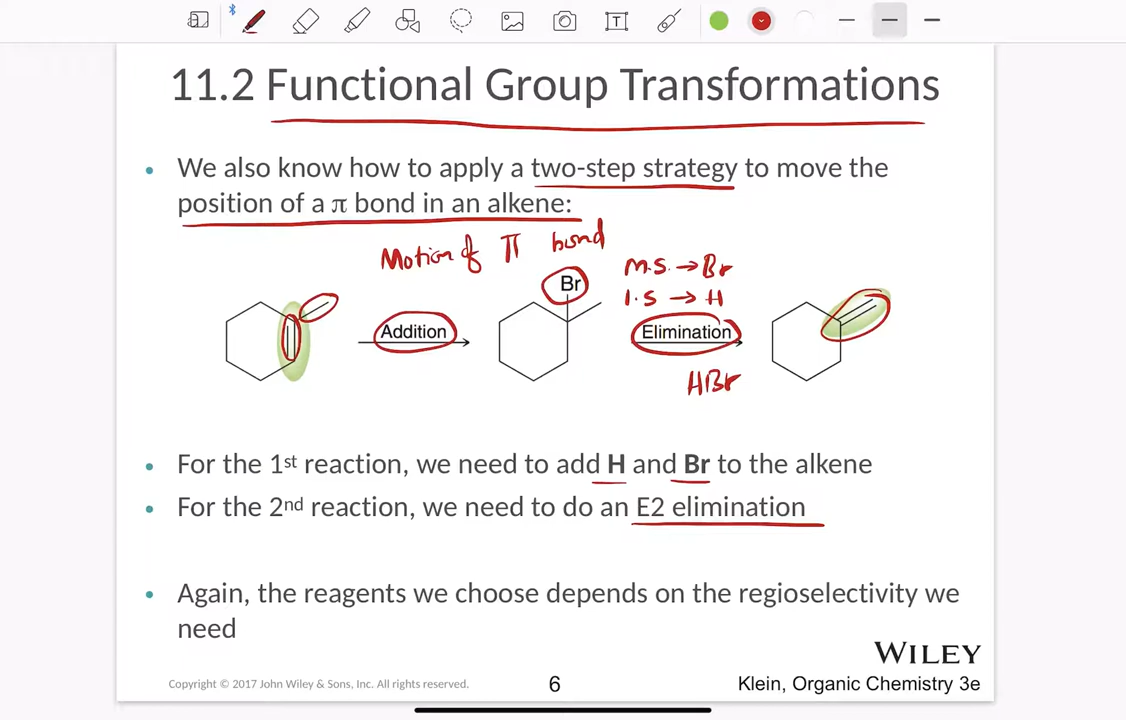 11.2 Functional Group Transformations
• We also know how to apply a two-step strategy to move the
position of a π bond in an alkene:
Motion of π bond
Br
M.S. → Br
1.S → H
Addition
Elimination
HBr
• For the 1st reaction, we need to add H and Br to the alkene
• For the 2nd reaction, we need to do an E2 elimination
• Again, the reagents we choose depends on the regioselectivity we
need
WILEY
Copyright © 2017 John Wiley & Sons, Inc. All rights reserved.
6
Klein, Organic Chemistry 3e
T